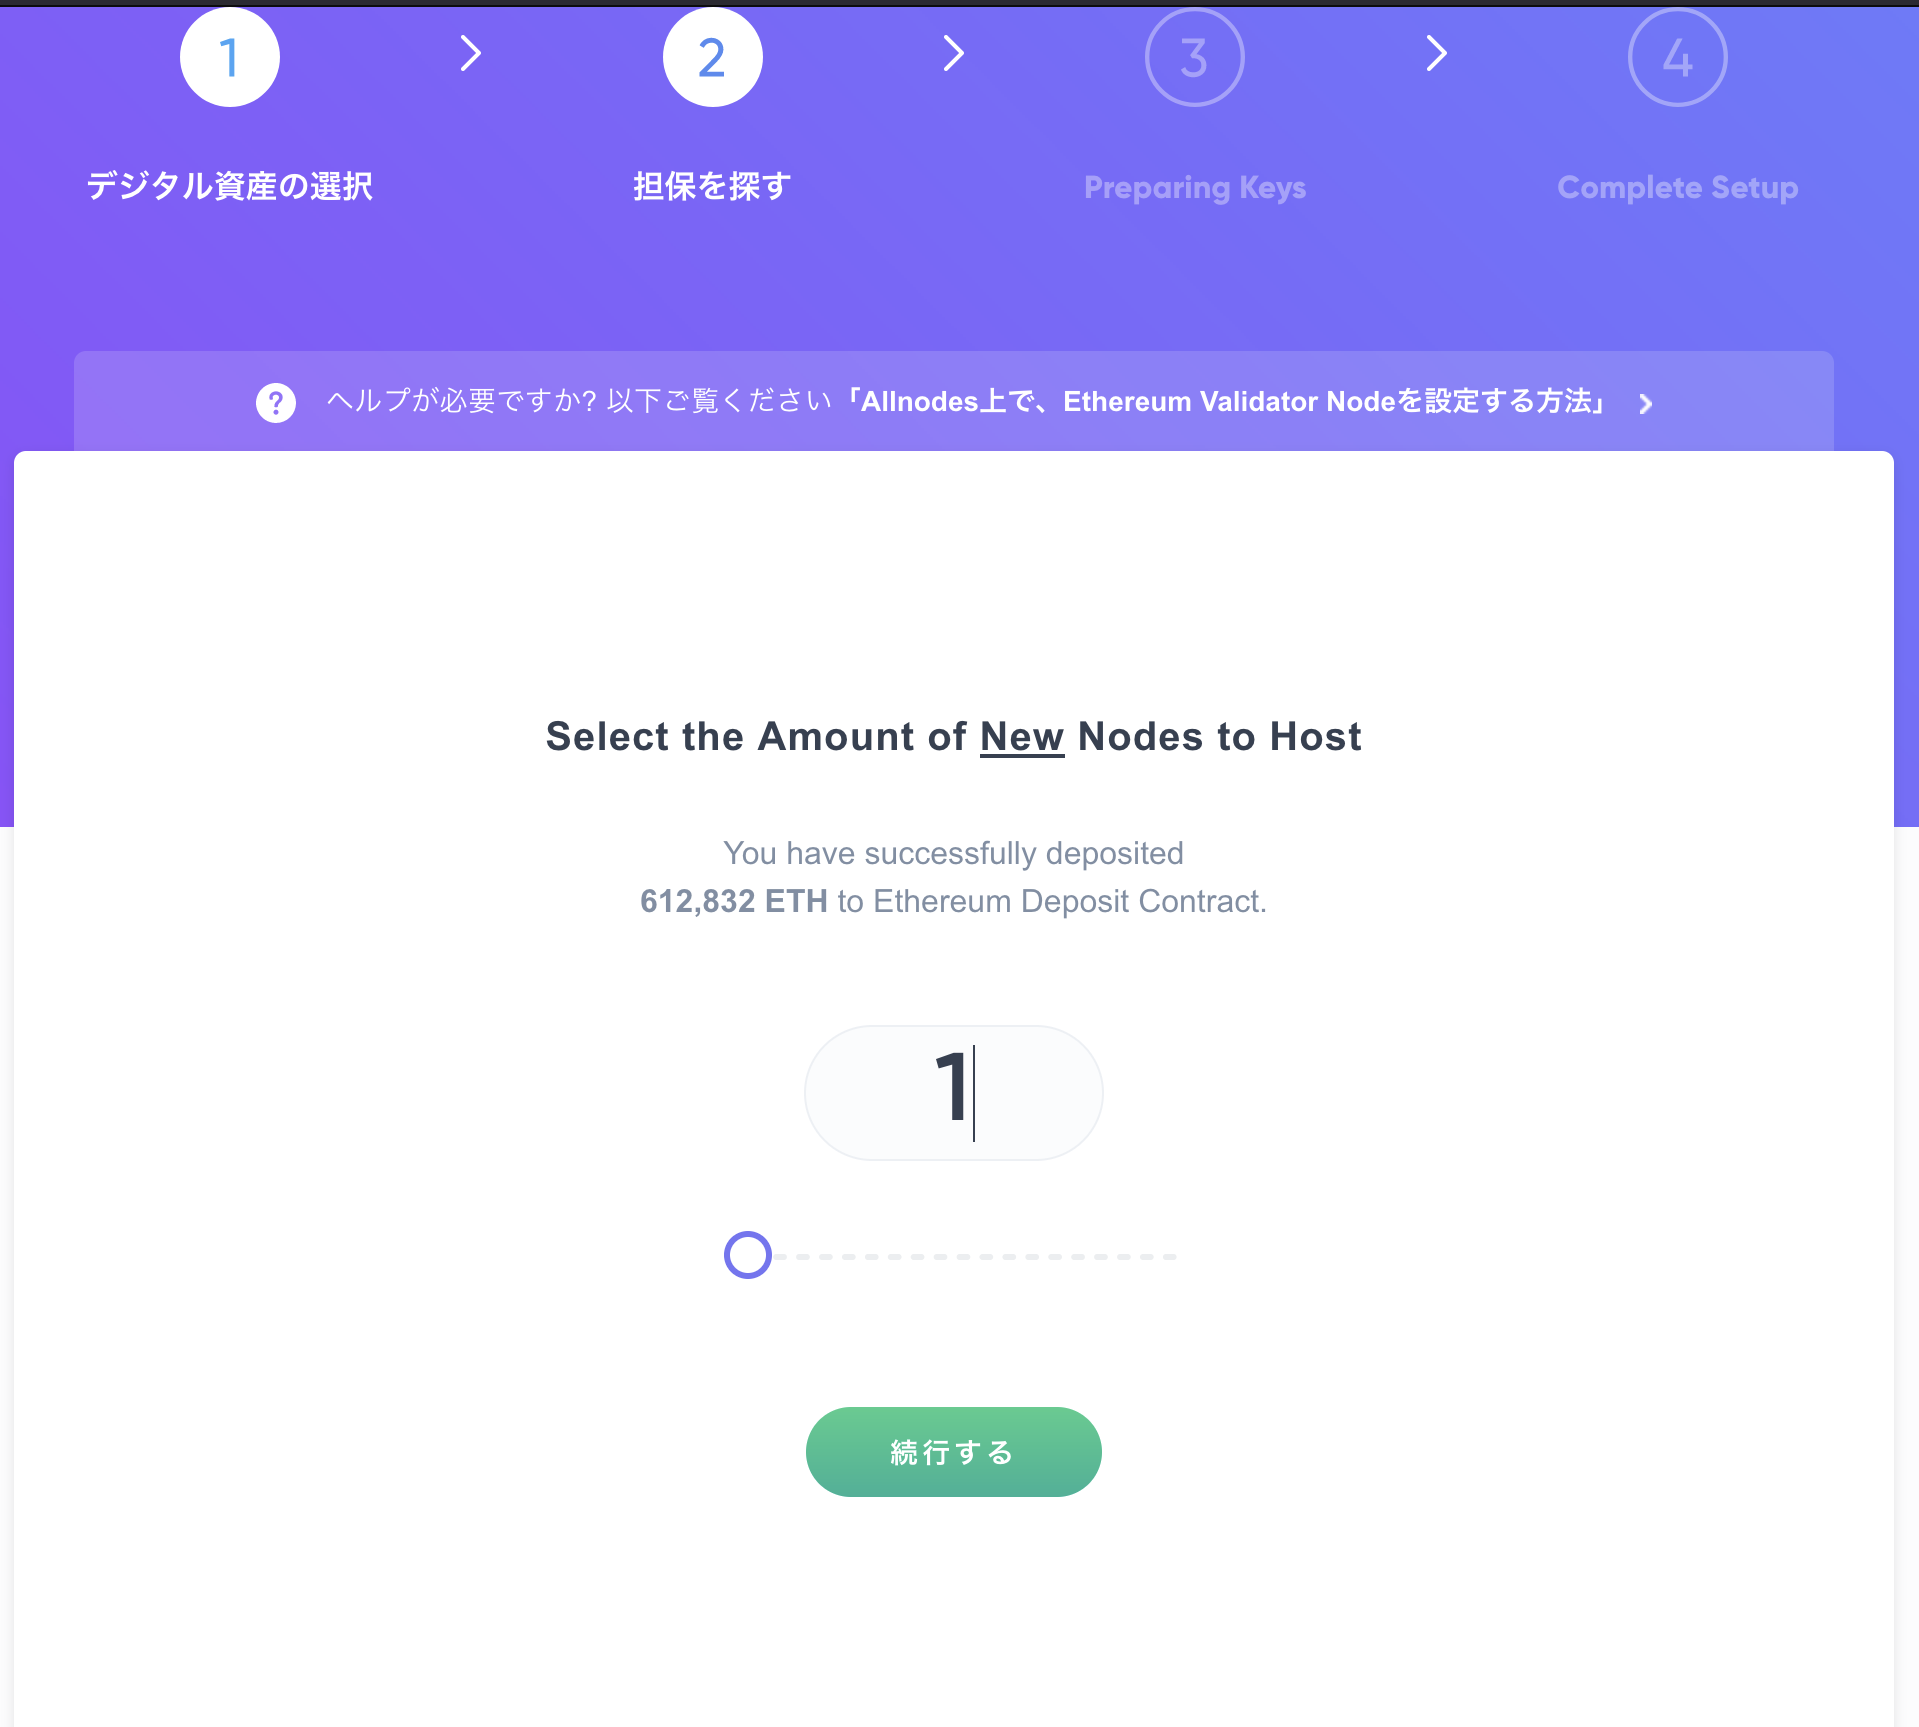 1
2
3
4
デジタル資産の選択
担保を探す
Preparing Keys
Complete Setup
ヘルプが必要ですか? 以下ご覧ください「Allnodes上で、Ethereum Validator Nodeを設定する方法」
Select the Amount of New Nodes to Host
You have successfully deposited
612,832 ETH to Ethereum Deposit Contract.
1
続行する